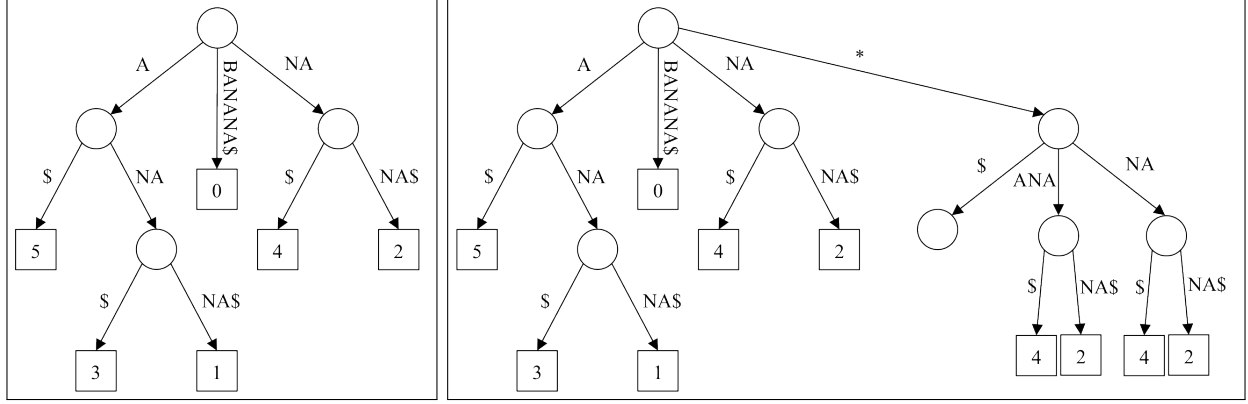 A BANANA$ NA
$ NA 0 $ NA$
5 4 2
$ NA$
3 1
A BANANA$ NA *
$ NA 0 $ NA$ $ ANA NA
5 4 2
$ NA$ $ NA$ $ NA$
3 1 4 2 4 2